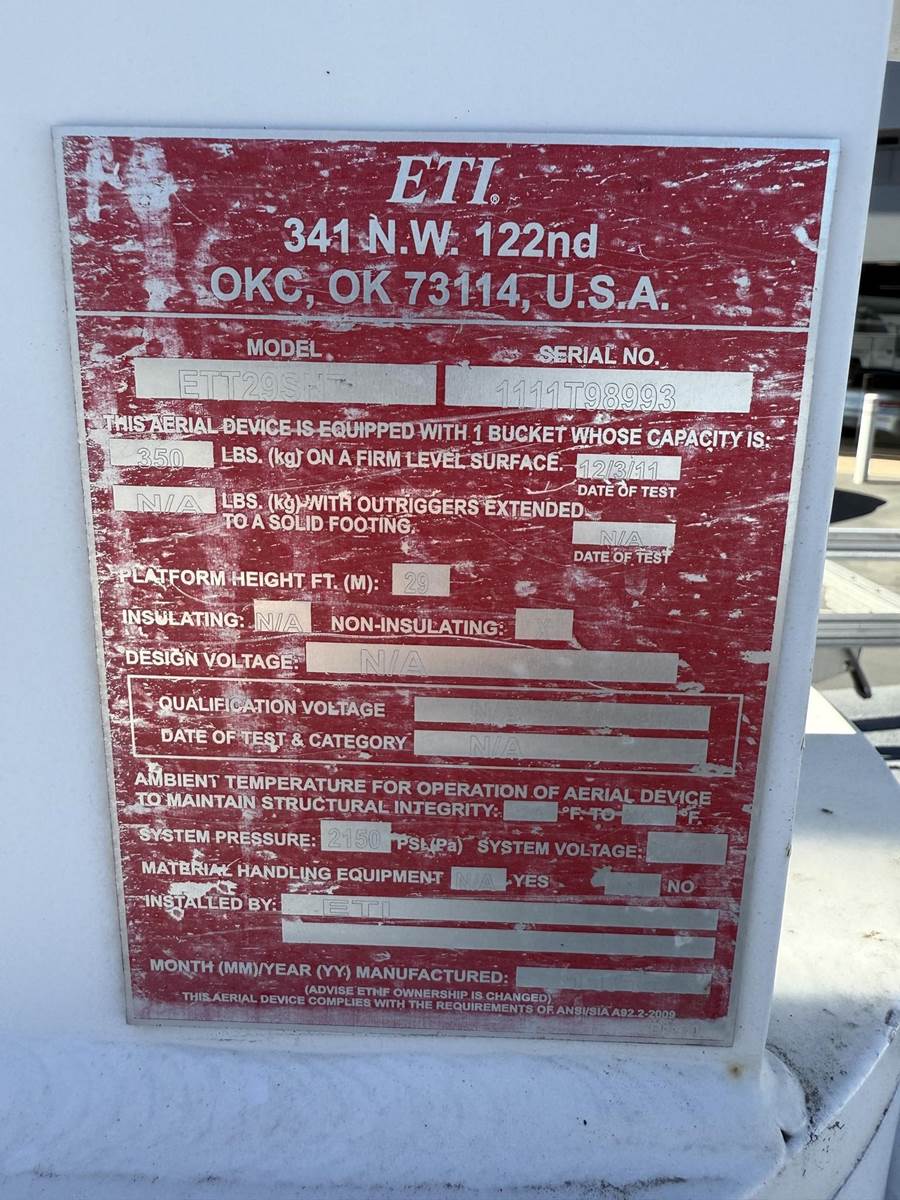 ETI®
341 N.W. 122nd
OKC, OK 73114, U.S.A.
MODEL SERIAL NO.
ETT29SNT 1111T98993
THIS AERIAL DEVICE IS EQUIPPED WITH 1 BUCKET WHOSE CAPACITY IS:
350 LBS. (kg) ON A FIRM LEVEL SURFACE. 12/3/11
DATE OF TEST
N/A LBS. (kg) WITH OUTRIGGERS EXTENDED
TO A SOLID FOOTING. N/A
DATE OF TEST
PLATFORM HEIGHT FT. (M): 29
INSULATING: N/A NON-INSULATING:
DESIGN VOLTAGE: N/A
QUALIFICATION VOLTAGE N/A
DATE OF TEST & CATEGORY N/A
AMBIENT TEMPERATURE FOR OPERATION OF AERIAL DEVICE
TO MAINTAIN STRUCTURAL INTEGRITY: °F. TO °F.
SYSTEM PRESSURE: 2150 PSI.(Pa) SYSTEM VOLTAGE:
MATERIAL HANDLING EQUIPMENT N/A YES NO
INSTALLED BY: ETI
MONTH (MM)/YEAR (YY) MANUFACTURED:
(ADVISE ETI IF OWNERSHIP IS CHANGED)
THIS AERIAL DEVICE COMPLIES WITH THE REQUIREMENTS OF ANSI/SIA A92.2-2009